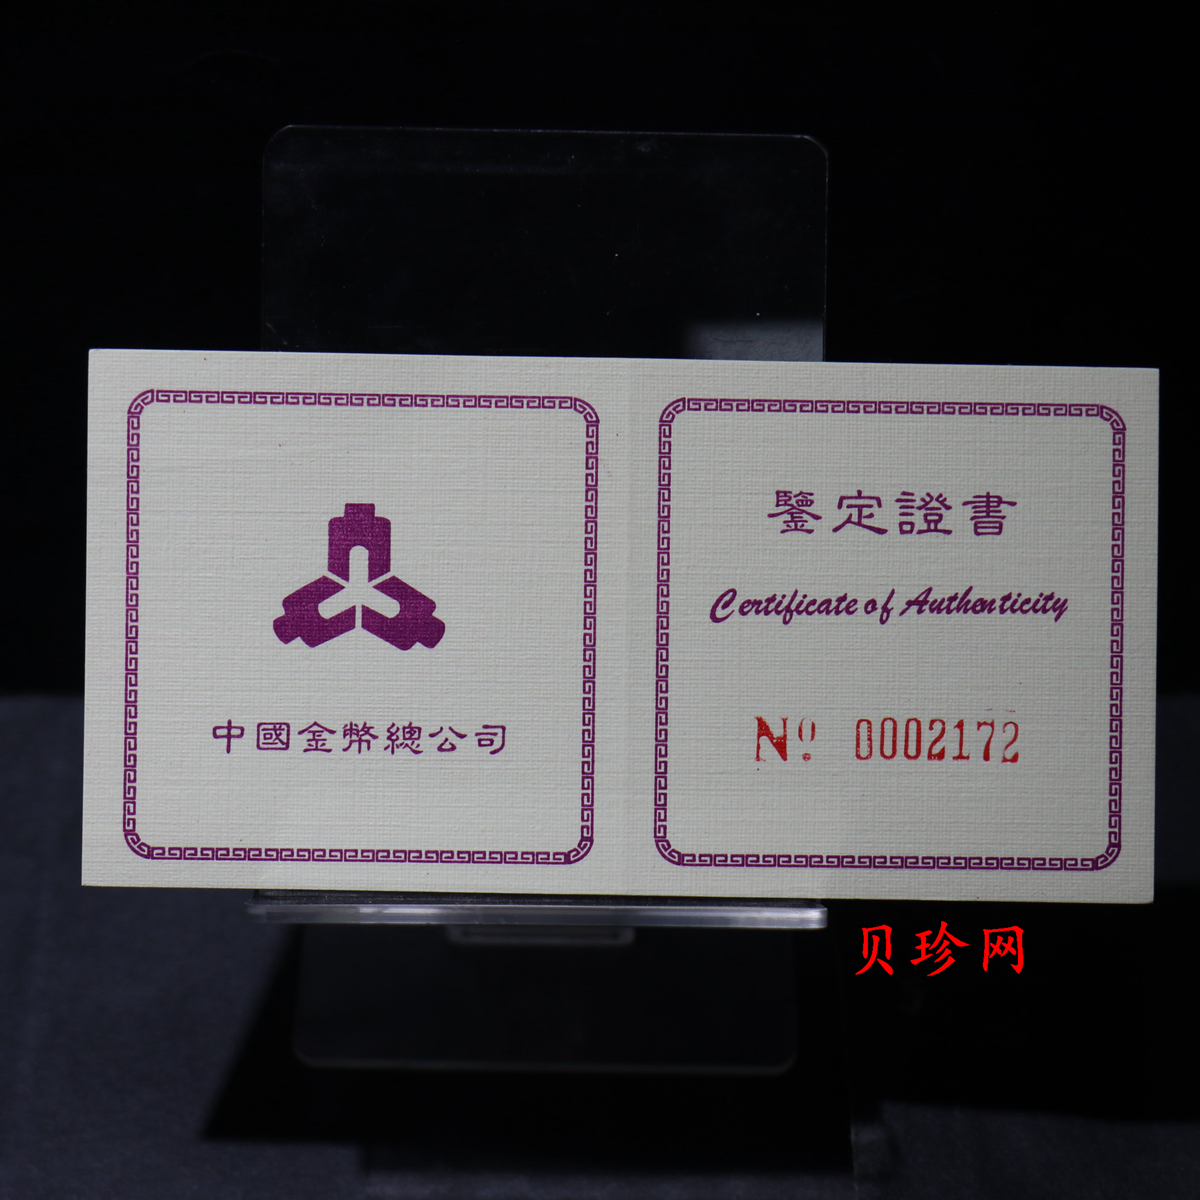 中國金幣總公司
鑒定證書
Certificate of Authenticity
Nº 0002172
贝珍网